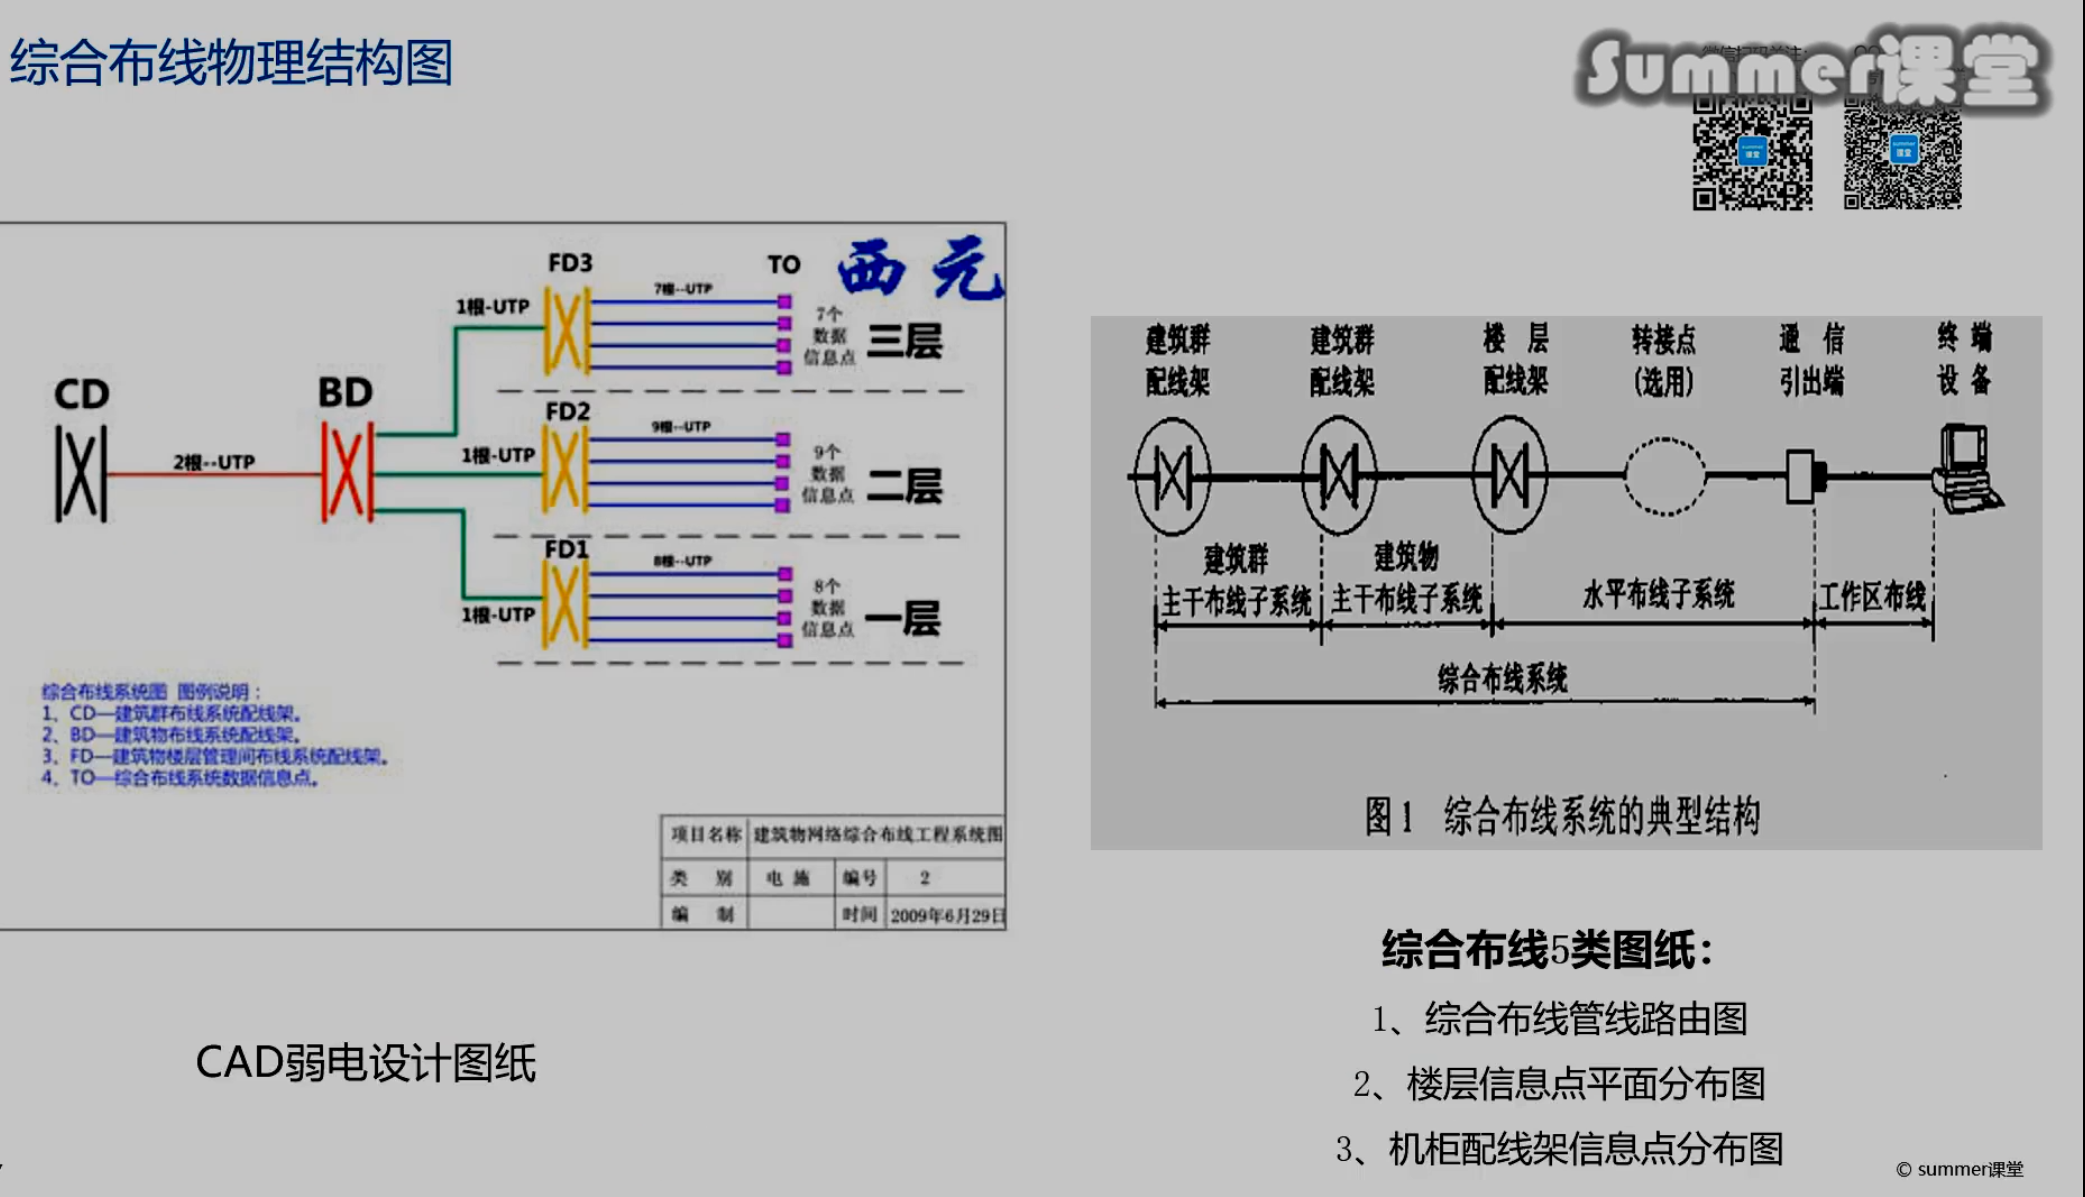 综合布线物理结构图
Summer课堂
西元
FD3
TO
7根--UTP
1根-UTP
7个
数据
信息点
三层
CD
BD
2根--UTP
FD2
9根--UTP
1根-UTP
9个
数据
信息点
二层
FD1
8根--UTP
1根-UTP
8个
数据
信息点
一层
综合布线系统图 图例说明：
1、CD—建筑群布线系统配线架。
2、BD—建筑物布线系统配线架。
3、FD—建筑物楼层管理间布线系统配线架。
4、TO—综合布线系统数据信息点。
项目名称 建筑物网络综合布线工程系统图
类 别 电 施 编号 2
编 制 时间 2009年6月29日
CAD弱电设计图纸
建筑群 建筑群 楼 层 转接点 通 信 终 端
配线架 配线架 配线架 (选用) 引出端 设 备
建筑群
主干布线子系统
建筑物
主干布线子系统
水平布线子系统
工作区布线
综合布线系统
图1 综合布线系统的典型结构
综合布线5类图纸：
1、综合布线管线路由图
2、楼层信息点平面分布图
3、机柜配线架信息点分布图
© summer课堂